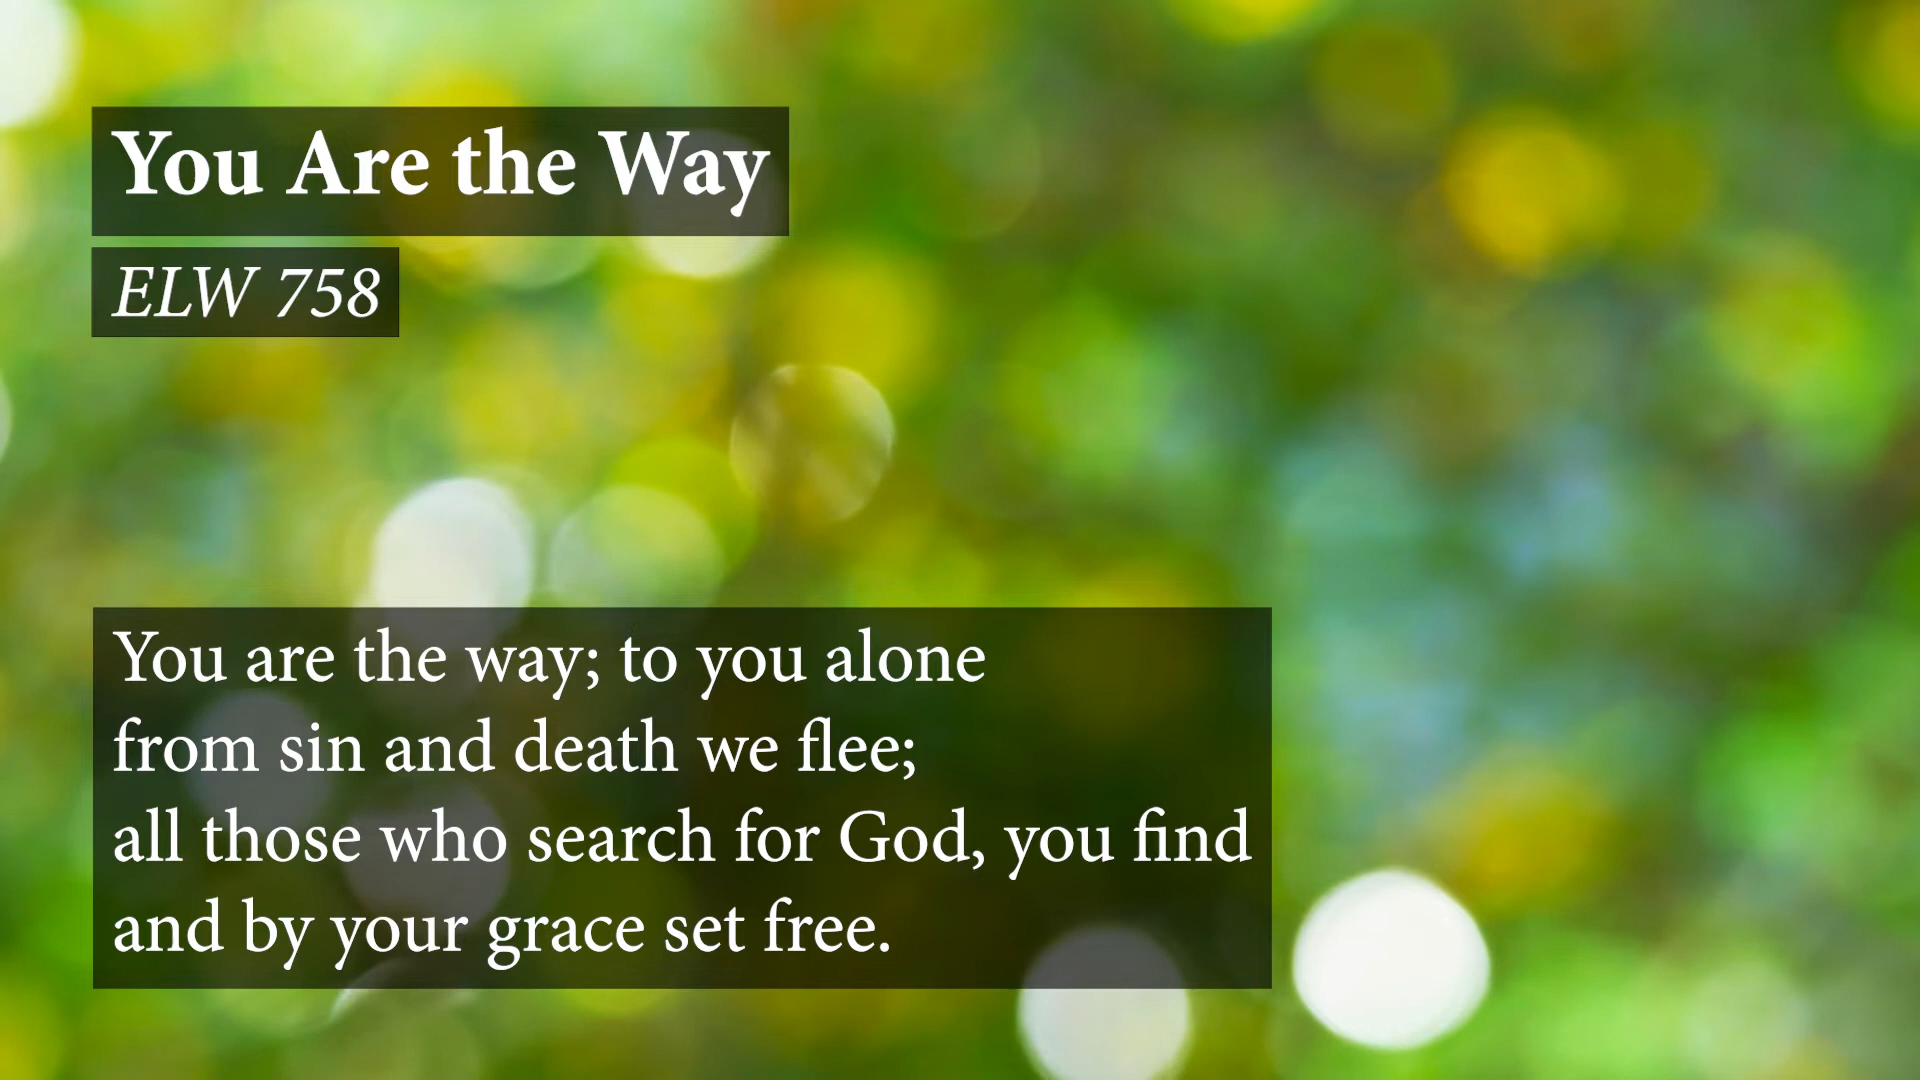 You Are the Way
ELW 758
You are the way; to you alone
from sin and death we flee;
all those who search for God, you find
and by your grace set free.